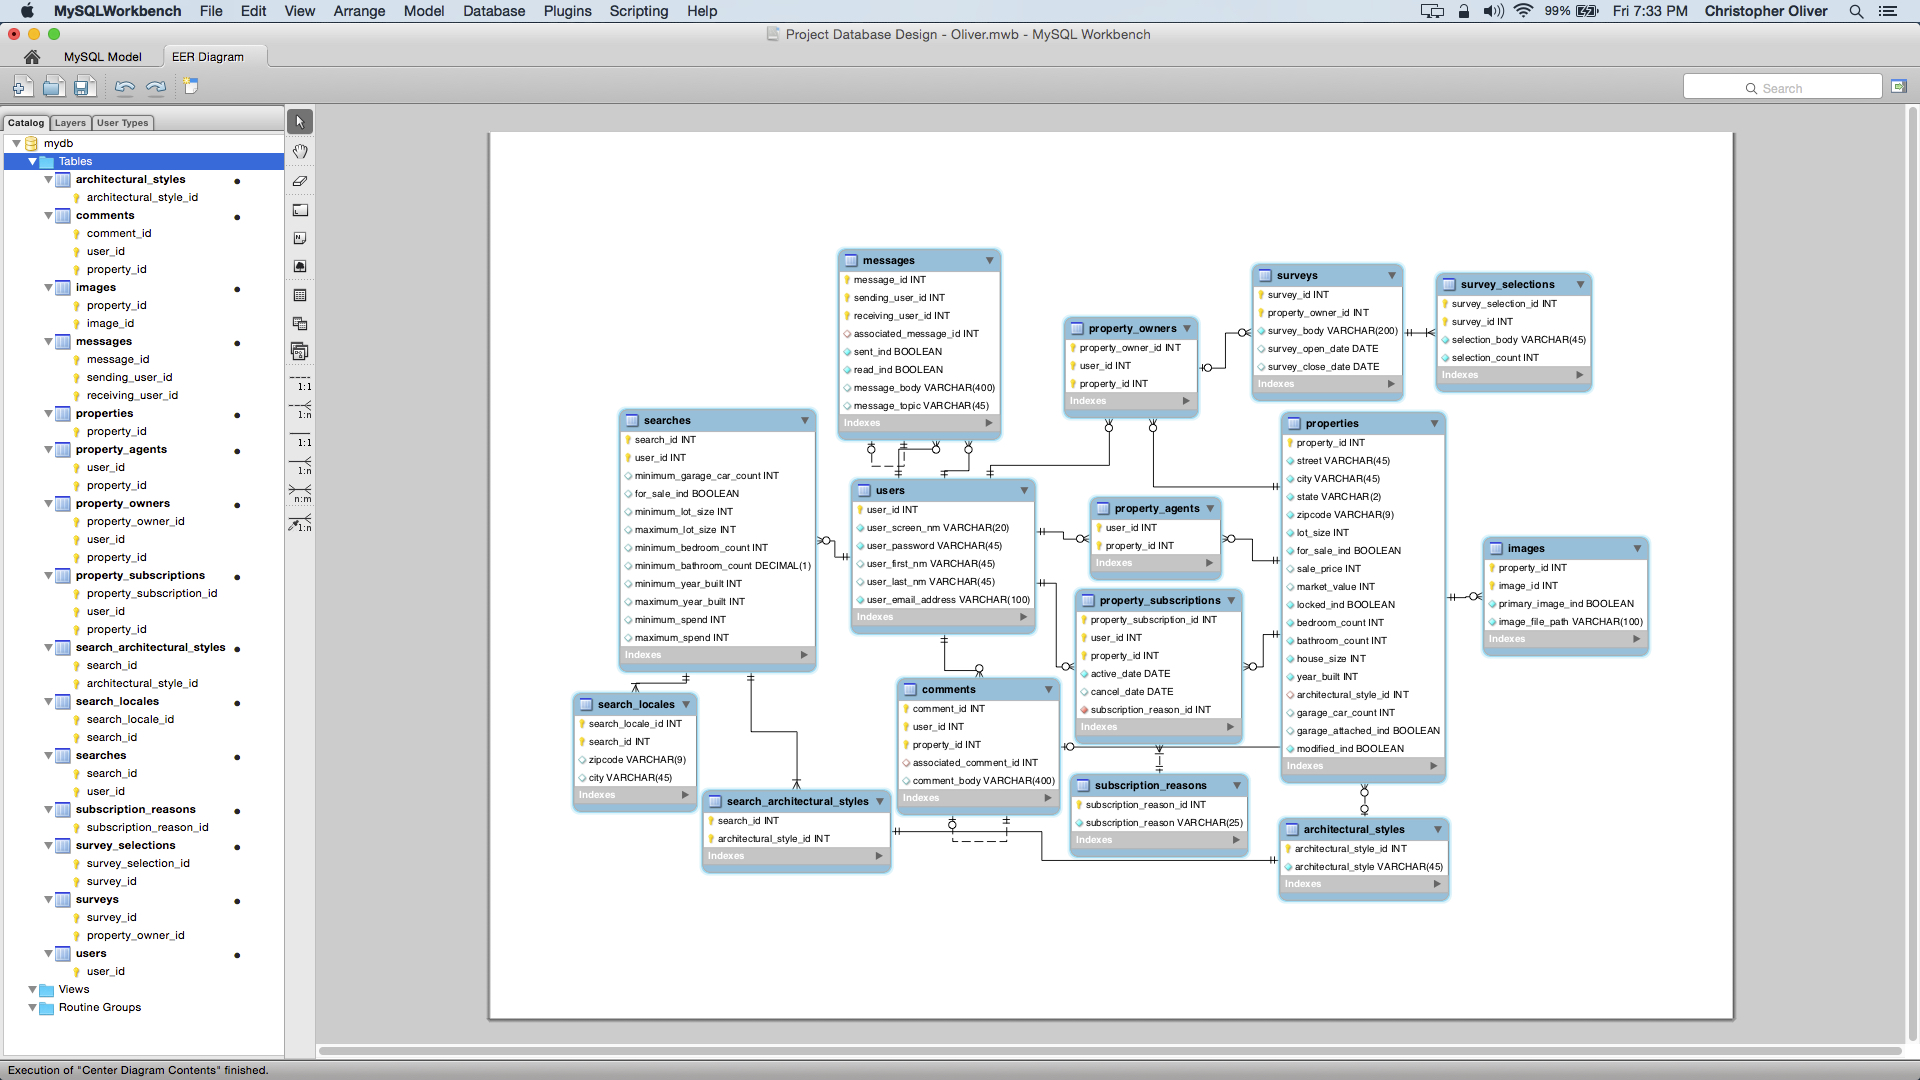 MySQLWorkbench File Edit View Arrange Model Database Plugins Scripting Help 99% Fri 7:33 PM Christopher Oliver
Project Database Design - Oliver.mwb - MySQL Workbench
MySQL Model EER Diagram
Search
Catalog Layers User Types
mydb
Tables
architectural_styles
architectural_style_id
comments
comment_id
user_id
property_id
images
property_id
image_id
messages
message_id
sending_user_id
receiving_user_id
properties
property_id
property_agents
user_id
property_id
property_owners
property_owner_id
user_id
property_id
property_subscriptions
property_subscription_id
user_id
property_id
search_architectural_styles
search_id
architectural_style_id
search_locales
search_locale_id
search_id
searches
search_id
user_id
subscription_reasons
subscription_reason_id
survey_selections
survey_selection_id
survey_id
surveys
survey_id
property_owner_id
users
user_id
Views
Routine Groups
1:1
1:n
1:1
1:n
n:m
1:n
messages
message_id INT
sending_user_id INT
receiving_user_id INT
associated_message_id INT
sent_ind BOOLEAN
read_ind BOOLEAN
message_body VARCHAR(400)
message_topic VARCHAR(45)
Indexes
surveys
survey_id INT
property_owner_id INT
survey_body VARCHAR(200)
survey_open_date DATE
survey_close_date DATE
Indexes
survey_selections
survey_selection_id INT
survey_id INT
selection_body VARCHAR(45)
selection_count INT
Indexes
property_owners
property_owner_id INT
user_id INT
property_id INT
Indexes
searches
search_id INT
user_id INT
minimum_garage_car_count INT
for_sale_ind BOOLEAN
minimum_lot_size INT
maximum_lot_size INT
minimum_bedroom_count INT
minimum_bathroom_count DECIMAL(1)
minimum_year_built INT
maximum_year_built INT
minimum_spend INT
maximum_spend INT
Indexes
users
user_id INT
user_screen_nm VARCHAR(20)
user_password VARCHAR(45)
user_first_nm VARCHAR(45)
user_last_nm VARCHAR(45)
user_email_address VARCHAR(100)
Indexes
property_agents
user_id INT
property_id INT
Indexes
properties
property_id INT
street VARCHAR(45)
city VARCHAR(45)
state VARCHAR(2)
zipcode VARCHAR(9)
lot_size INT
for_sale_ind BOOLEAN
sale_price INT
market_value INT
locked_ind BOOLEAN
bedroom_count INT
bathroom_count INT
house_size INT
year_built INT
architectural_style_id INT
garage_car_count INT
garage_attached_ind BOOLEAN
modified_ind BOOLEAN
Indexes
images
property_id INT
image_id INT
primary_image_ind BOOLEAN
image_file_path VARCHAR(100)
Indexes
property_subscriptions
property_subscription_id INT
user_id INT
property_id INT
active_date DATE
cancel_date DATE
subscription_reason_id INT
Indexes
search_locales
search_locale_id INT
search_id INT
zipcode VARCHAR(9)
city VARCHAR(45)
Indexes
comments
comment_id INT
user_id INT
property_id INT
associated_comment_id INT
comment_body VARCHAR(400)
Indexes
search_architectural_styles
search_id INT
architectural_style_id INT
Indexes
subscription_reasons
subscription_reason_id INT
subscription_reason VARCHAR(25)
Indexes
architectural_styles
architectural_style_id INT
architectural_style VARCHAR(45)
Indexes
Execution of "Center Diagram Contents" finished.